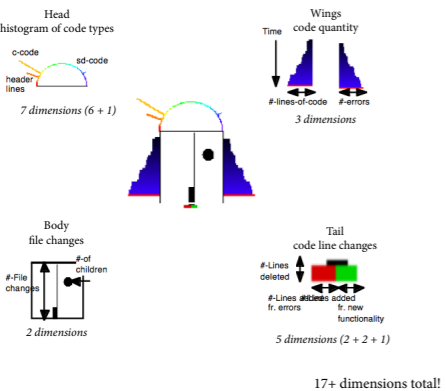 Head
histogram of code types
c-code
sd-code
header
lines
7 dimensions (6 + 1)
Wings
code quantity
Time
#-lines-of-code
#-errors
3 dimensions
Body
file changes
#-of
children
#-File
changes
2 dimensions
Tail
code line changes
#-Lines
deleted
#-Lines added
fr. errors
#-Lines added
fr. new
functionality
5 dimensions (2 + 2 + 1)
17+ dimensions total!